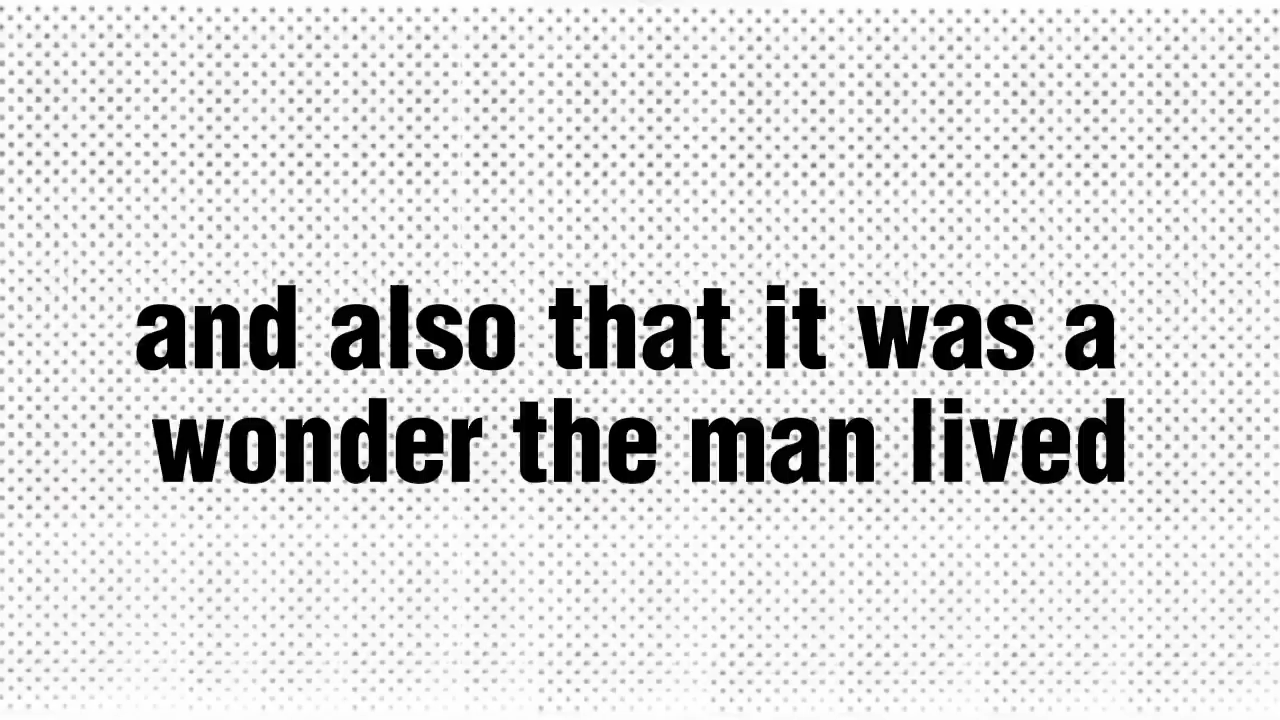 and also that it was a
wonder the man lived